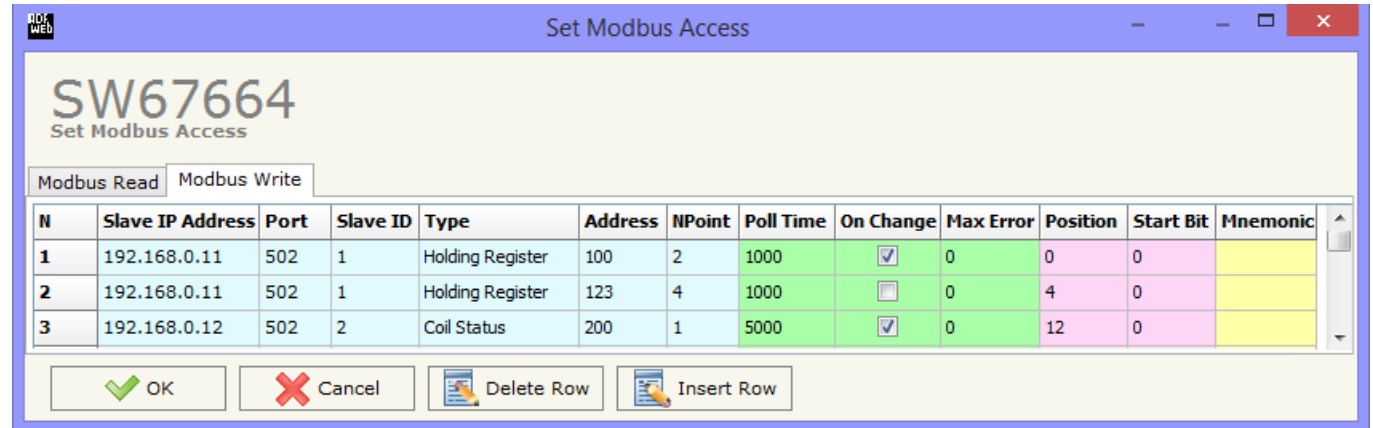 ADF
WEB
Set Modbus Access
SW67664
Set Modbus Access
Modbus Read Modbus Write
N Slave IP Address Port Slave ID Type Address NPoint Poll Time On Change Max Error Position Start Bit Mnemonic
1 192.168.0.11 502 1 Holding Register 100 2 1000 0 0 0
2 192.168.0.11 502 1 Holding Register 123 4 1000 0 4 0
3 192.168.0.12 502 2 Coil Status 200 1 5000 0 12 0
OK Cancel Delete Row Insert Row